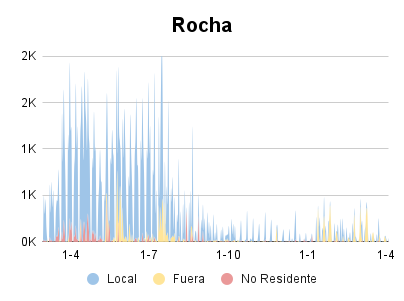 Rocha
2K
2K
1K
1K
0K
1-4 1-7 1-10 1-1 1-4
Local Fuera No Residente